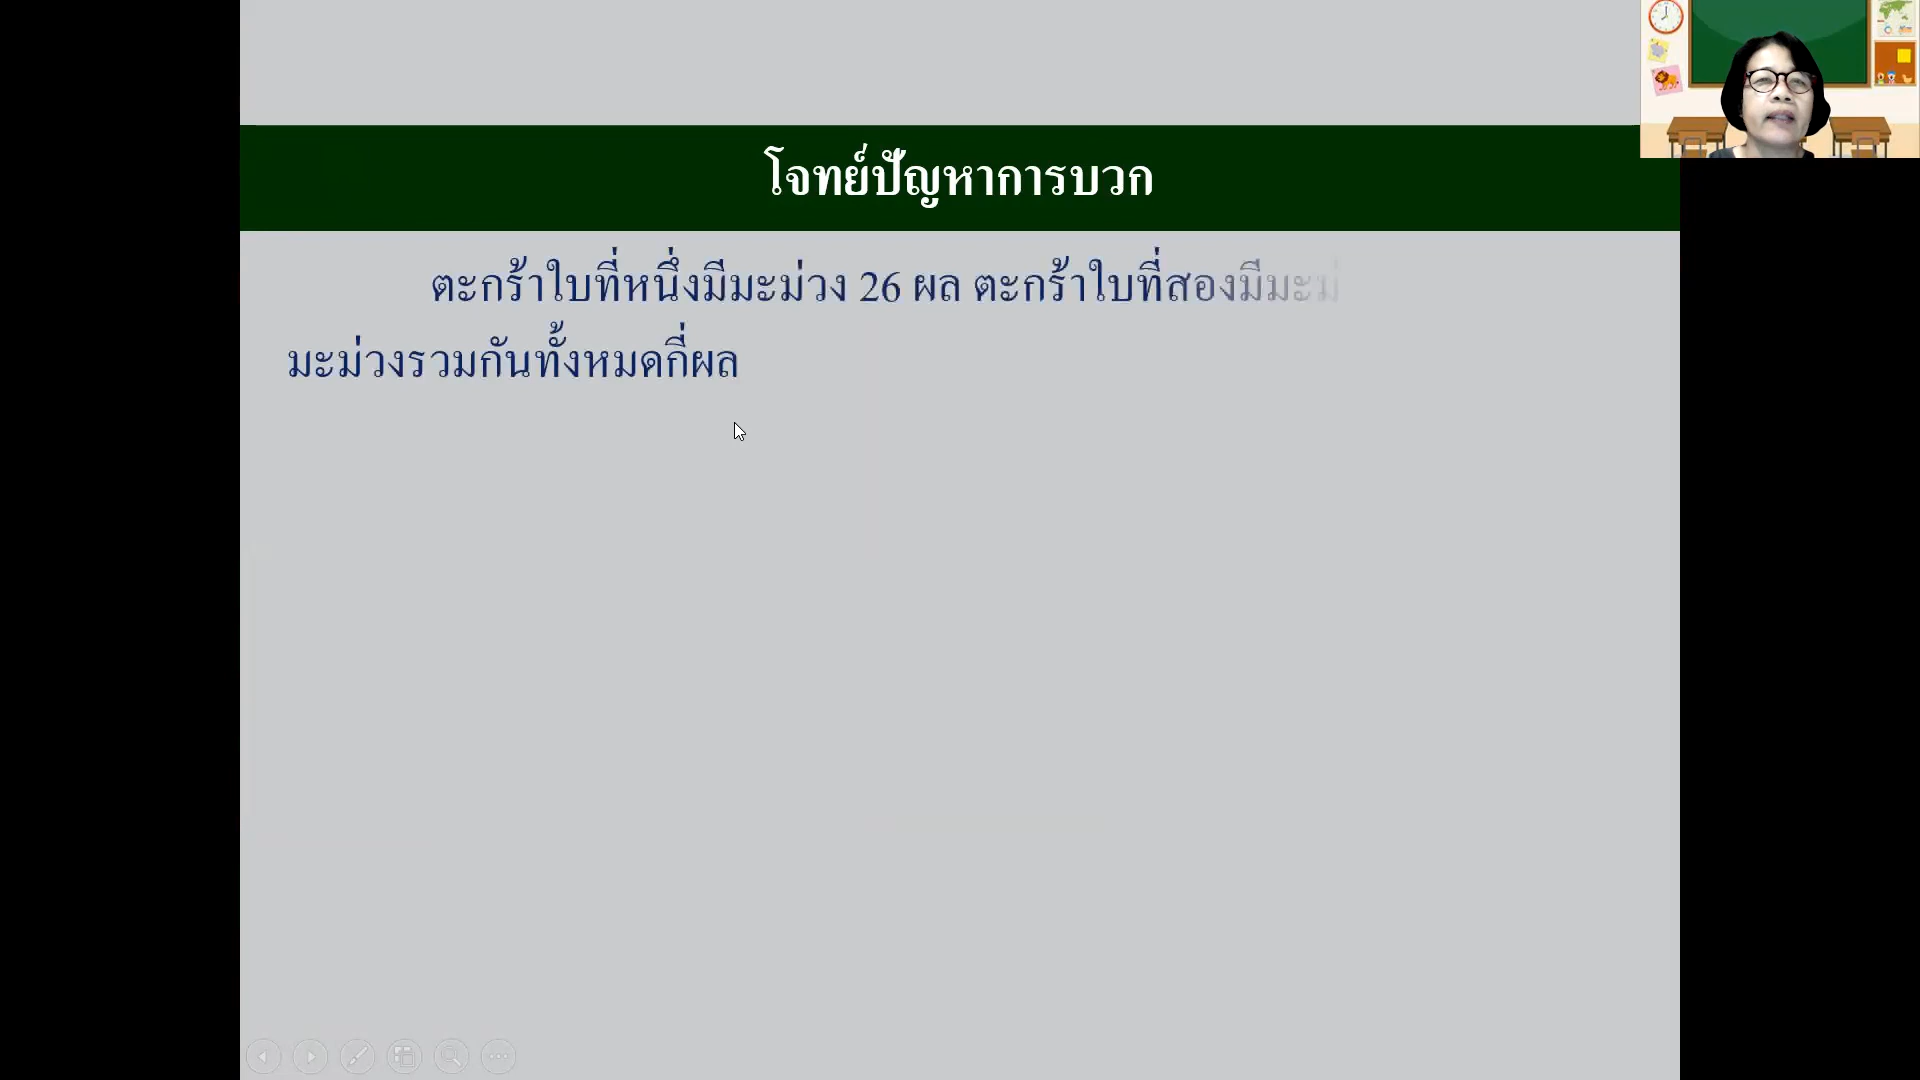 โจทย์ปัญหาการบวก
ตะกร้าใบที่หนึ่งมีมะม่วง 26 ผล ตะกร้าใบที่สองมี
มะม่วงรวมกันทั้งหมดกี่ผล